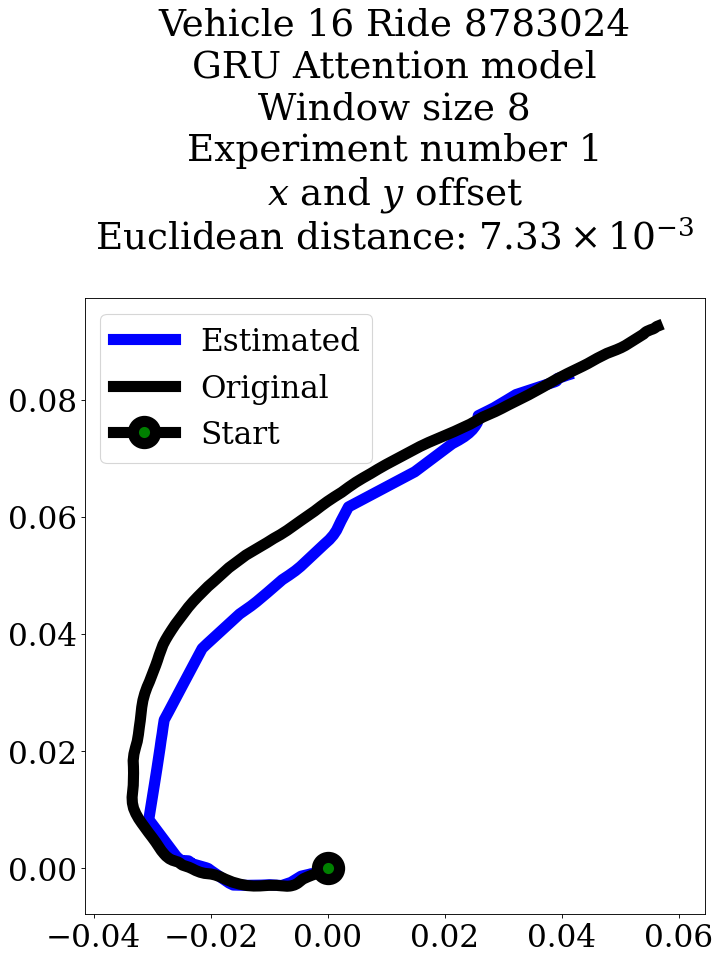 Vehicle 16 Ride 8783024
GRU Attention model
Window size 8
Experiment number 1
x and y offset
Euclidean distance: 7.33 × 10⁻³
Estimated
Original
Start
0.08
0.06
0.04
0.02
0.00
−0.04 −0.02 0.00 0.02 0.04 0.06